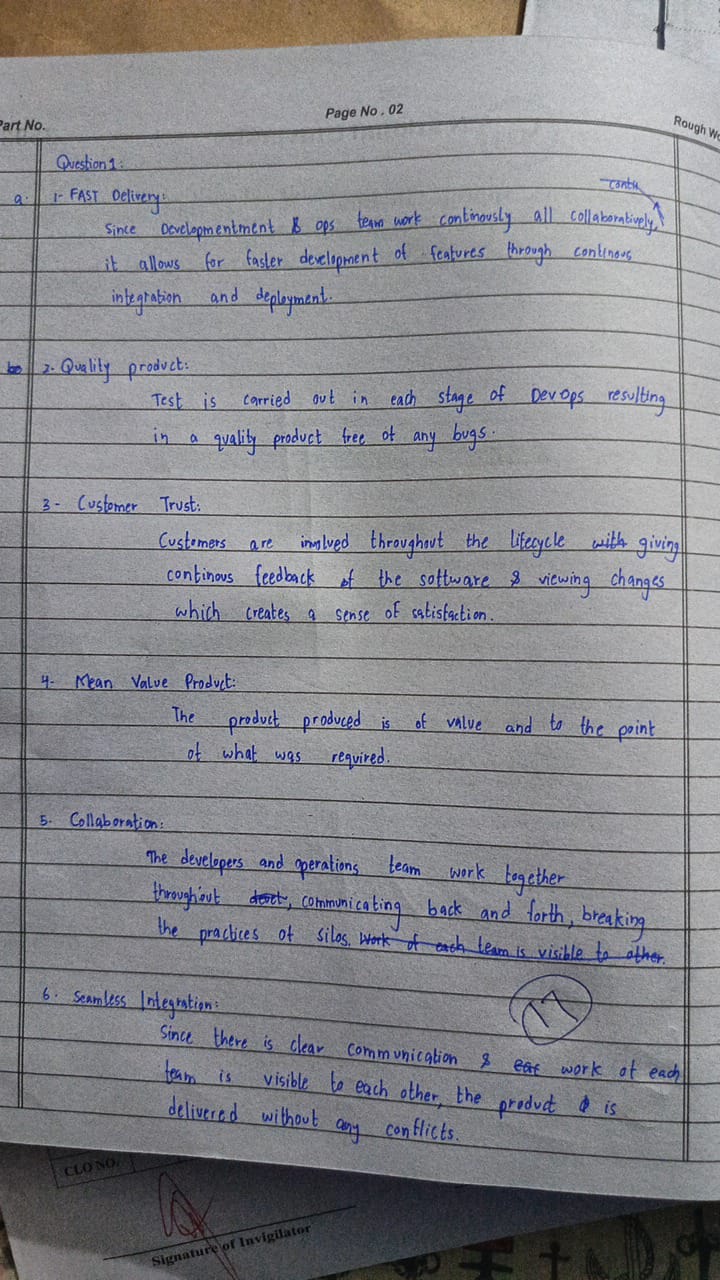 Part No.
Page No . 02
Rough Wo
Question 1:
a. 1- FAST Delivery:
contu
Since Developmentment & ops team work continously all collaboratively,
it allows for faster development of features through continous
integration and deployment.
2- Quality product:
Test is carried out in each stage of DevOps resulting
in a quality product free of any bugs.
3- Customer Trust:
Customers are involved throughout the lifecycle with giving
continous feedback of the software & viewing changes
which creates a sense of satisfaction.
4- Mean Value Product:
The product produced is of value and to the point
of what was required.
5. Collaboration:
The developers and operations team work together
throughout, communicating back and forth, breaking
the practices of silos. Work of each team is visible to other.
6. Seamless Integration:
Since there is clear communication & work of each
team is visible to each other, the product is
delivered without any conflicts.
CLO NO.
Signature of Invigilator